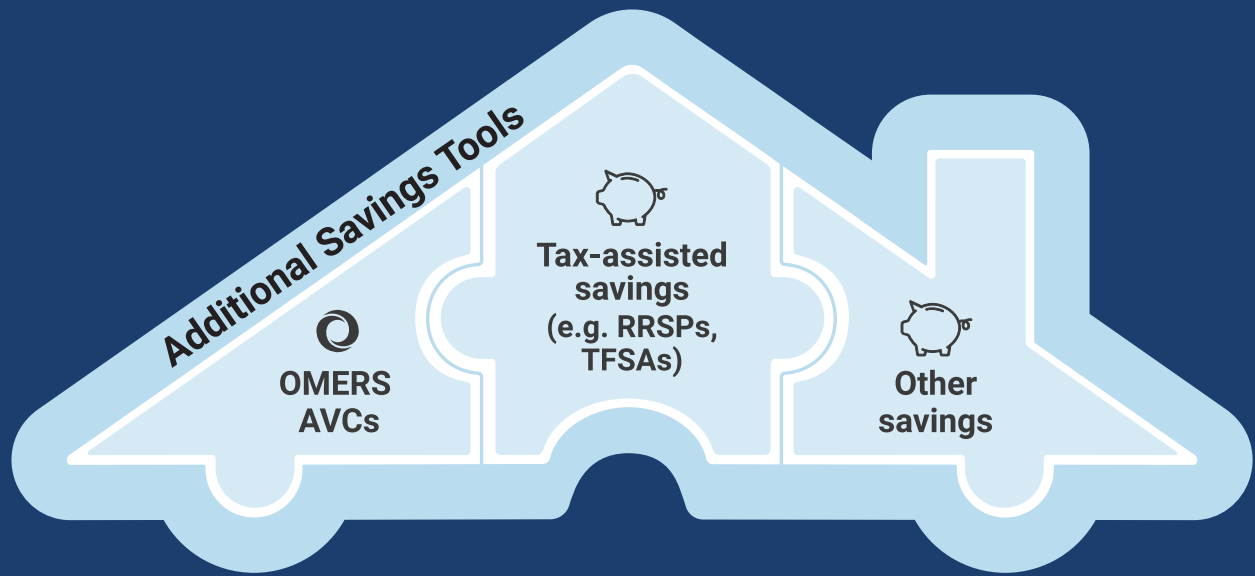 Additional Savings Tools
OMERS
AVCs
Tax-assisted
savings
(e.g. RRSPs,
TFSAs)
Other
savings